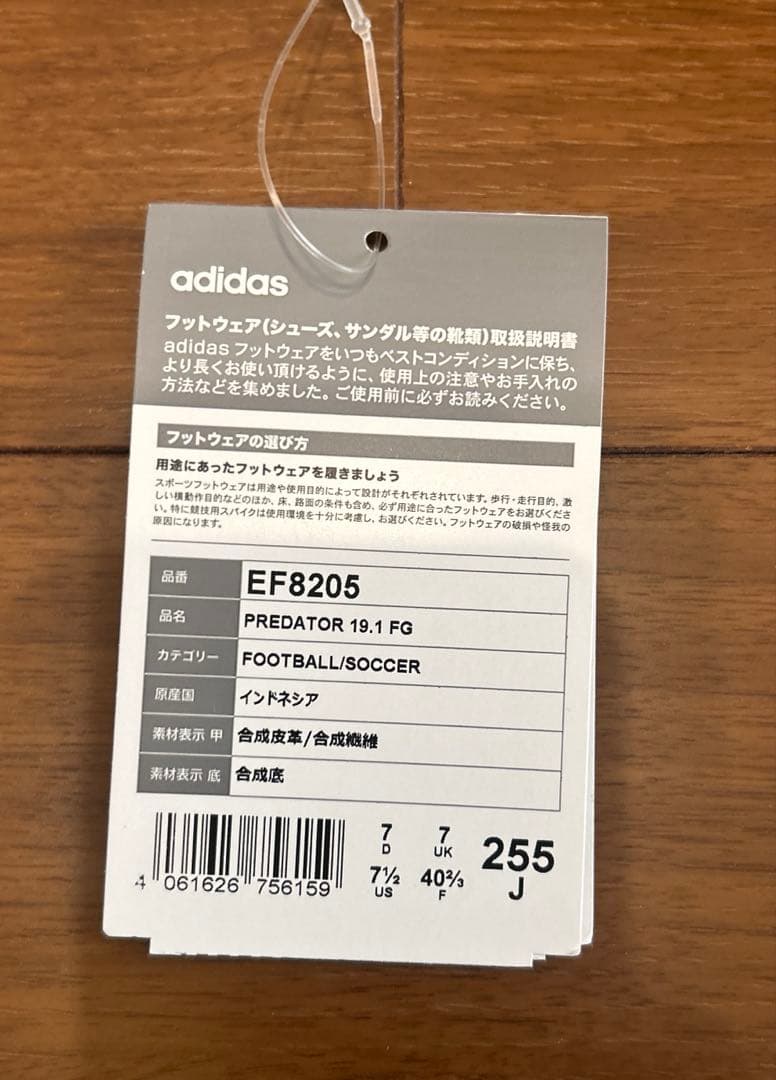 adidas
フットウェア(シューズ、サンダル等の靴類)取扱説明書
adidas フットウェアをいつもベストコンディションに保ち、
より長くお使い頂けるように、使用上の注意やお手入れの
方法などを集めました。ご使用前に必ずお読みください。
フットウェアの選び方
用途にあったフットウェアを履きましょう
スポーツフットウェアは用途や使用目的によって設計がそれぞれされています。歩行・走行目的、激
しい横動作目的などのほか、床、路面の条件も含め、必ず用途に合ったフットウェアをお選びくださ
い。特に競技用スパイクは使用環境を十分に考慮し、お選びください。フットウェアの破損や怪我の
原因になります。
品番 EF8205
品名 PREDATOR 19.1 FG
カテゴリー FOOTBALL/SOCCER
原産国 インドネシア
素材表示 甲 合成皮革/合成繊維
素材表示 底 合成底
4 061626 756159
7 D
7 UK
7½ US
40⅔ F
255 J